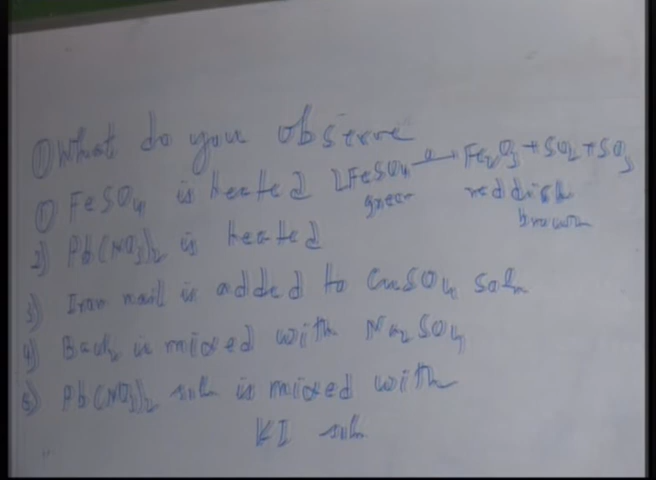 ① What do you observe
① FeSO4 is heated 2FeSO4 Δ→ Fe2O3 + SO2 + SO3
green reddish
brown
2) Pb(NO3)2 is heated
3) Iron nail is added to CuSO4 soln
4) BaCl2 is mixed with Na2SO4
5) Pb(NO3)2 soln is mixed with
KI soln